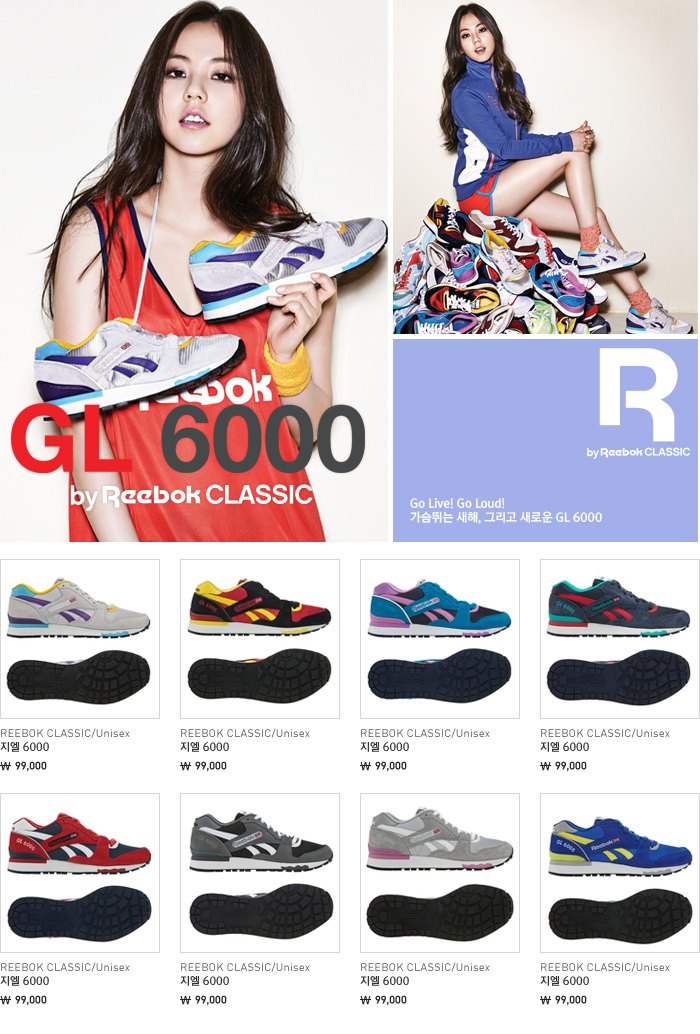 Reebok
GL 6000
by Reebok CLASSIC
R
by Reebok CLASSIC
Go Live! Go Loud!
가슴뛰는 새해, 그리고 새로운 GL 6000
REEBOK CLASSIC/Unisex
지엘 6000
₩ 99,000
REEBOK CLASSIC/Unisex
지엘 6000
₩ 99,000
REEBOK CLASSIC/Unisex
지엘 6000
₩ 99,000
REEBOK CLASSIC/Unisex
지엘 6000
₩ 99,000
REEBOK CLASSIC/Unisex
지엘 6000
₩ 99,000
REEBOK CLASSIC/Unisex
지엘 6000
₩ 99,000
REEBOK CLASSIC/Unisex
지엘 6000
₩ 99,000
REEBOK CLASSIC/Unisex
지엘 6000
₩ 99,000